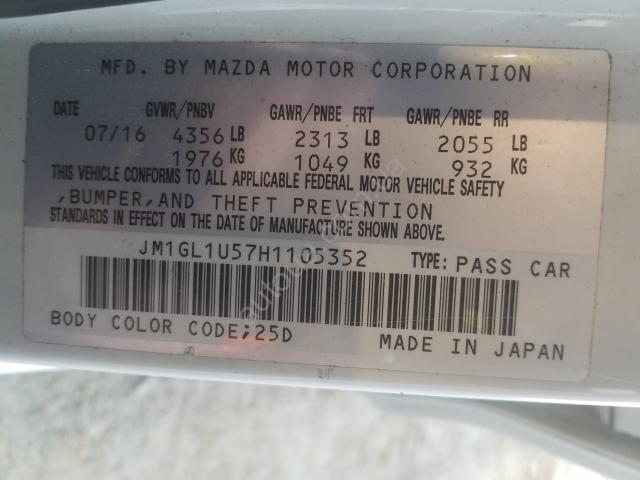 MFD. BY MAZDA MOTOR CORPORATION
DATE GVWR/PNBV GAWR/PNBE FRT GAWR/PNBE RR
07/16 4356 LB 2313 LB 2055 LB
1976 KG 1049 KG 932 KG
THIS VEHICLE CONFORMS TO ALL APPLICABLE FEDERAL MOTOR VEHICLE SAFETY
,BUMPER,AND THEFT PREVENTION
STANDARDS IN EFFECT ON THE DATE OF MANUFACTURE SHOWN ABOVE.
JM1GL1U57H1105352 TYPE: PASS CAR
BODY COLOR CODE;25D MADE IN JAPAN